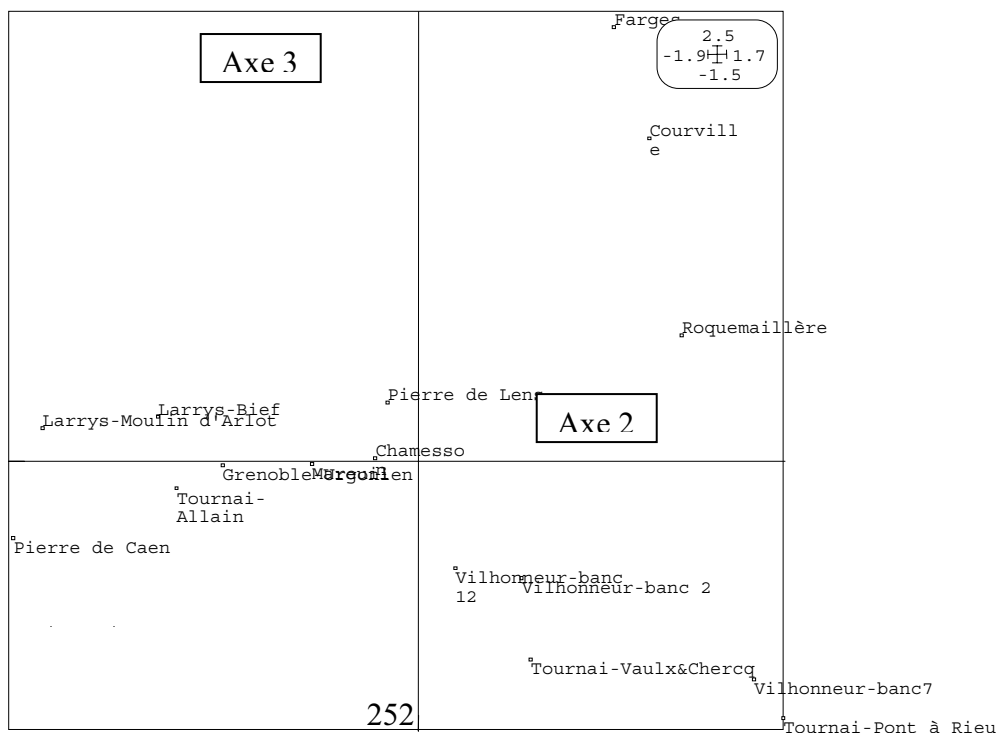 Farges
2.5
-1.9 1.7
-1.5
Axe 3
Courvill
e
Roquemaillère
Pierre de Lens
Larrys-Bief
Larrys-Moulin d'Arlot
Axe 2
Chamesso
Grenoble-
Tournai-
Allain
Pierre de Caen
Vilhonneur-banc
12
Vilhonneur-banc 2
Tournai-Vaulx&Chercq
Vilhonneur-banc7
252
Tournai-Pont à Rieu